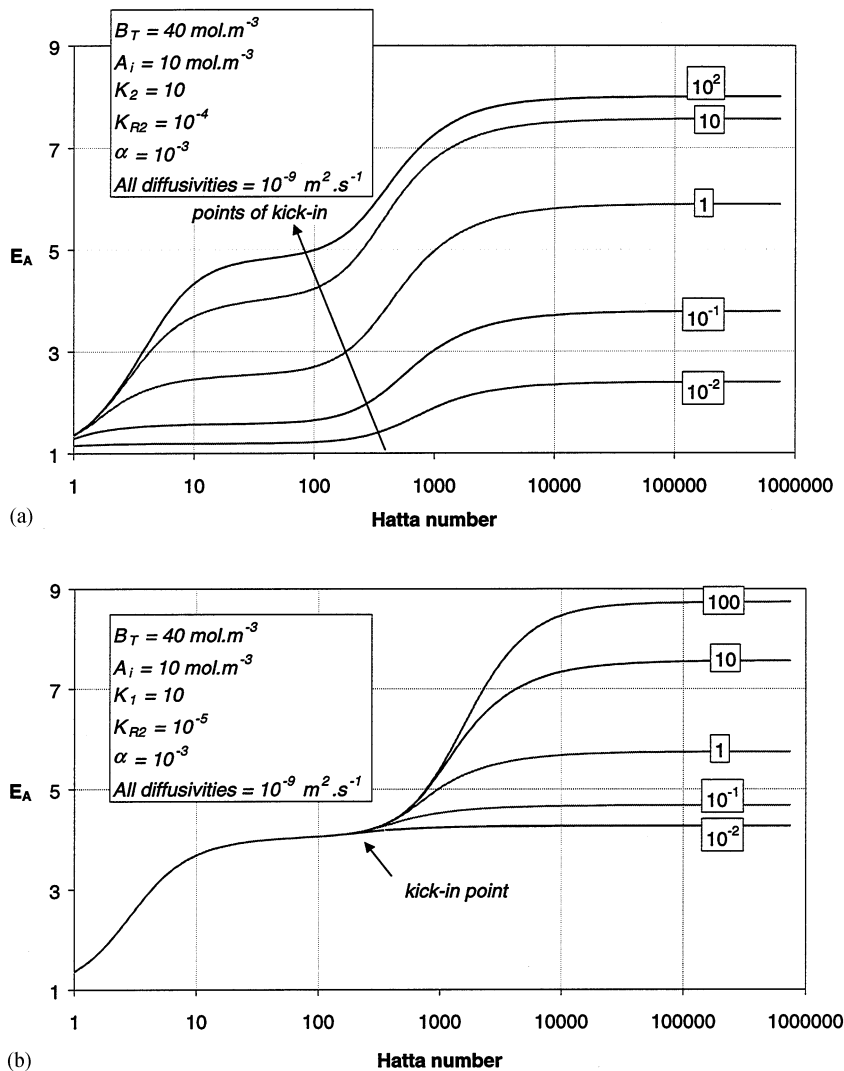 9
B_T = 40 mol.m^-3
A_i = 10 mol.m^-3
K_2 = 10
K_R2 = 10^-4
α = 10^-3
All diffusivities = 10^-9 m^2.s^-1
points of kick-in
10^2
10
7
1
5
E_A
10^-1
3
10^-2
1
1 10 100 1000 10000 100000 1000000
(a)
Hatta number
9
100
B_T = 40 mol.m^-3
A_i = 10 mol.m^-3
K_1 = 10
K_R2 = 10^-5
α = 10^-3
All diffusivities = 10^-9 m^2.s^-1
10
7
1
5
E_A
10^-1
10^-2
kick-in point
3
1
1 10 100 1000 10000 100000 1000000
(b)
Hatta number